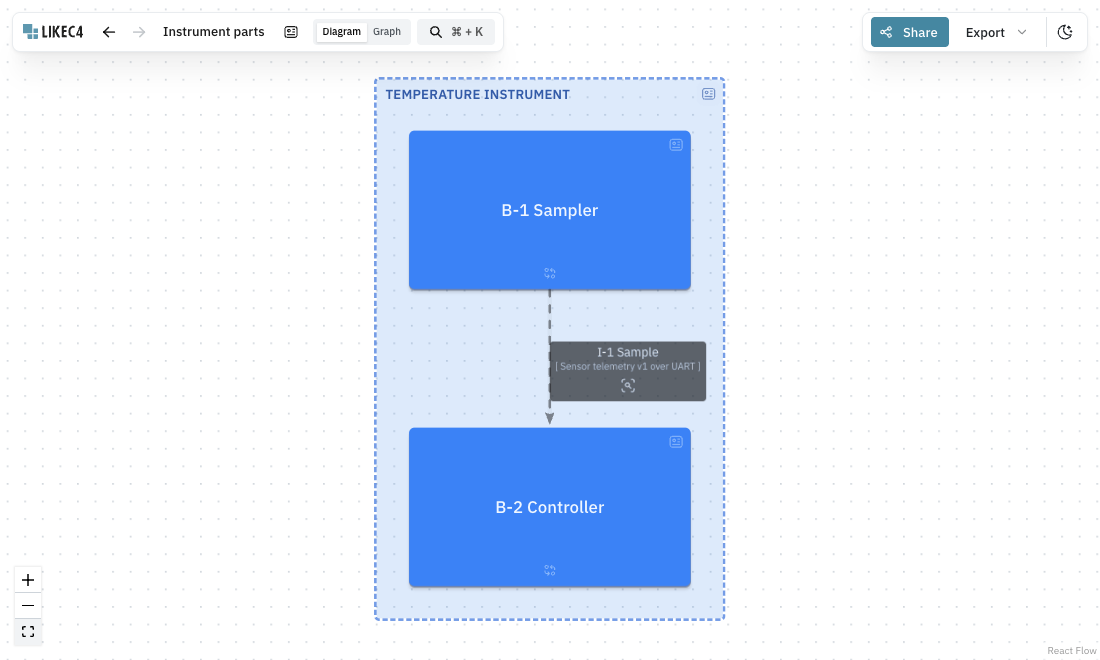 LIKEC4
Instrument parts
Diagram
Graph
⌘ + K
Share
Export
TEMPERATURE INSTRUMENT
B-1 Sampler
I-1 Sample
[ Sensor telemetry v1 over UART ]
B-2 Controller
React Flow